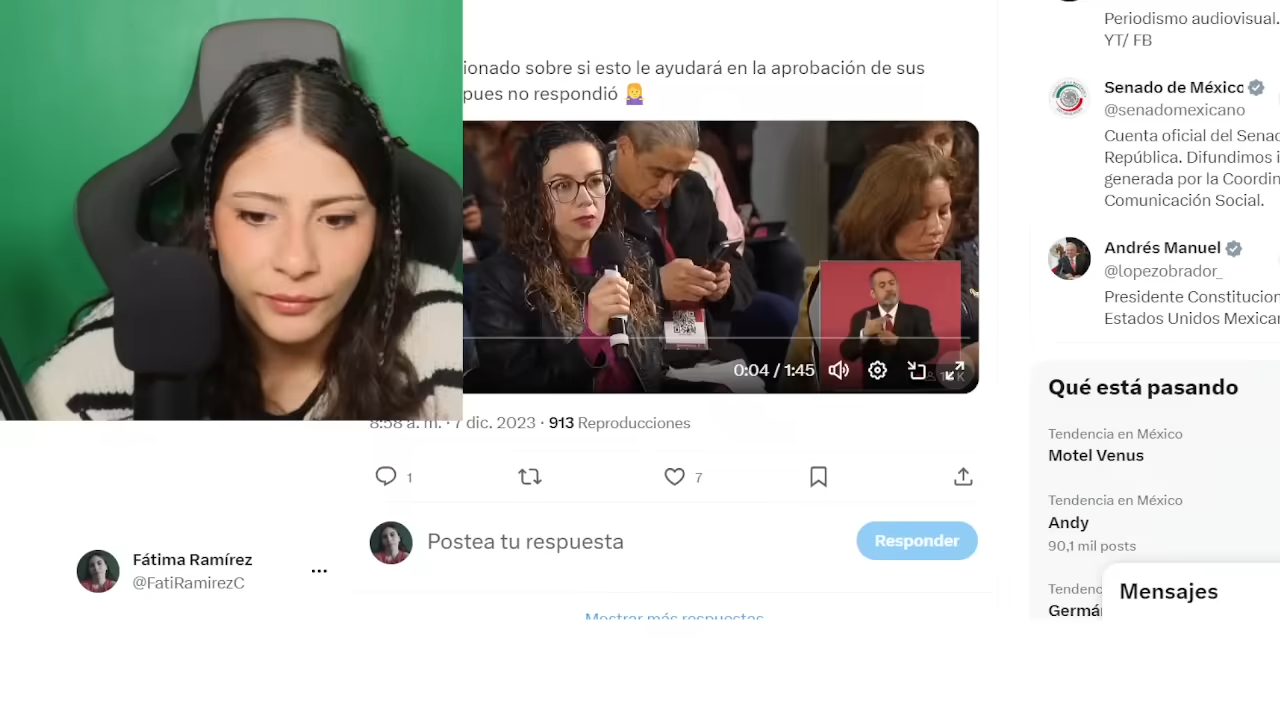 ionado sobre si esto le ayudará en la aprobación de sus
pues no respondió
0:04 / 1:45
8:58 a. m. · 7 dic. 2023 · 913 Reproducciones
1
7
Postea tu respuesta
Responder
Mostrar más respuestas
Fátima Ramírez
@FatiRamirezC
Periodismo audiovisual.
YT/ FB
Senado de México
@senadomexicano
Cuenta oficial del Senad
República. Difundimos i
generada por la Coordin
Comunicación Social.
Andrés Manuel
@lopezobrador_
Presidente Constitucion
Estados Unidos Mexican
Qué está pasando
Tendencia en México
Motel Venus
Tendencia en México
Andy
90,1 mil posts
Tendenc
Germá
Mensajes